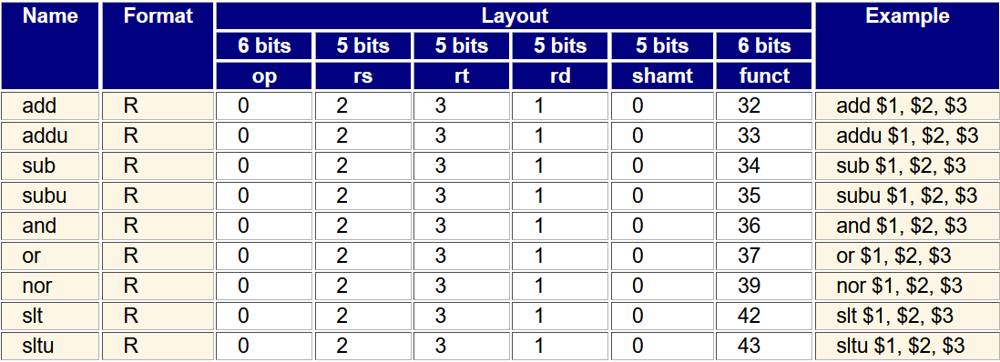 Name Format Layout Example
6 bits 5 bits 5 bits 5 bits 5 bits 6 bits
op rs rt rd shamt funct
add R 0 2 3 1 0 32 add $1, $2, $3
addu R 0 2 3 1 0 33 addu $1, $2, $3
sub R 0 2 3 1 0 34 sub $1, $2, $3
subu R 0 2 3 1 0 35 subu $1, $2, $3
and R 0 2 3 1 0 36 and $1, $2, $3
or R 0 2 3 1 0 37 or $1, $2, $3
nor R 0 2 3 1 0 39 nor $1, $2, $3
slt R 0 2 3 1 0 42 slt $1, $2, $3
sltu R 0 2 3 1 0 43 sltu $1, $2, $3